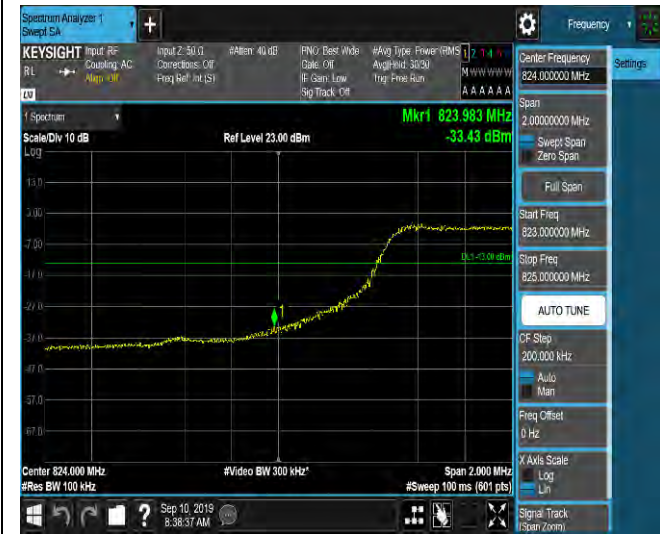 Spectrum Analyzer 1
Swept SA
+
Frequency
KEYSIGHT
RL
Input: RF
Coupling: AC
Align: Off
Input Z: 50 Ω
Corrections: Off
Freq Ref: Int (S)
#Atten: 40 dB
PNO: Best Wide
Gate: Off
IF Gain: Low
Sig Track: Off
#Avg Type: Power (RMS
Avg|Hold: 30/30
Trig: Free Run
1 2
M W W W W W
A A A A A A
LW
1 Spectrum
Scale/Div 10 dB
Log
Ref Level 23.00 dBm
Mkr1 823.983 MHz
-33.43 dBm
13.0
3.00
-7.00
DL1 -13.00 dBm
-17.0
-27.0
1
-37.0
-47.0
-57.0
-67.0
Center 824.000 MHz
#Res BW 100 kHz
#Video BW 300 kHz*
Span 2.000 MHz
#Sweep 100 ms (601 pts)
?
Sep 10, 2019
8:38:37 AM
Center Frequency
824.000000 MHz
Settings
Span
2.00000000 MHz
Swept Span
Zero Span
Full Span
Start Freq
823.000000 MHz
Stop Freq
825.000000 MHz
AUTO TUNE
CF Step
200.000 kHz
Auto
Man
Freq Offset
0 Hz
X Axis Scale
Log
Lin
Signal Track
(Span Zoom)